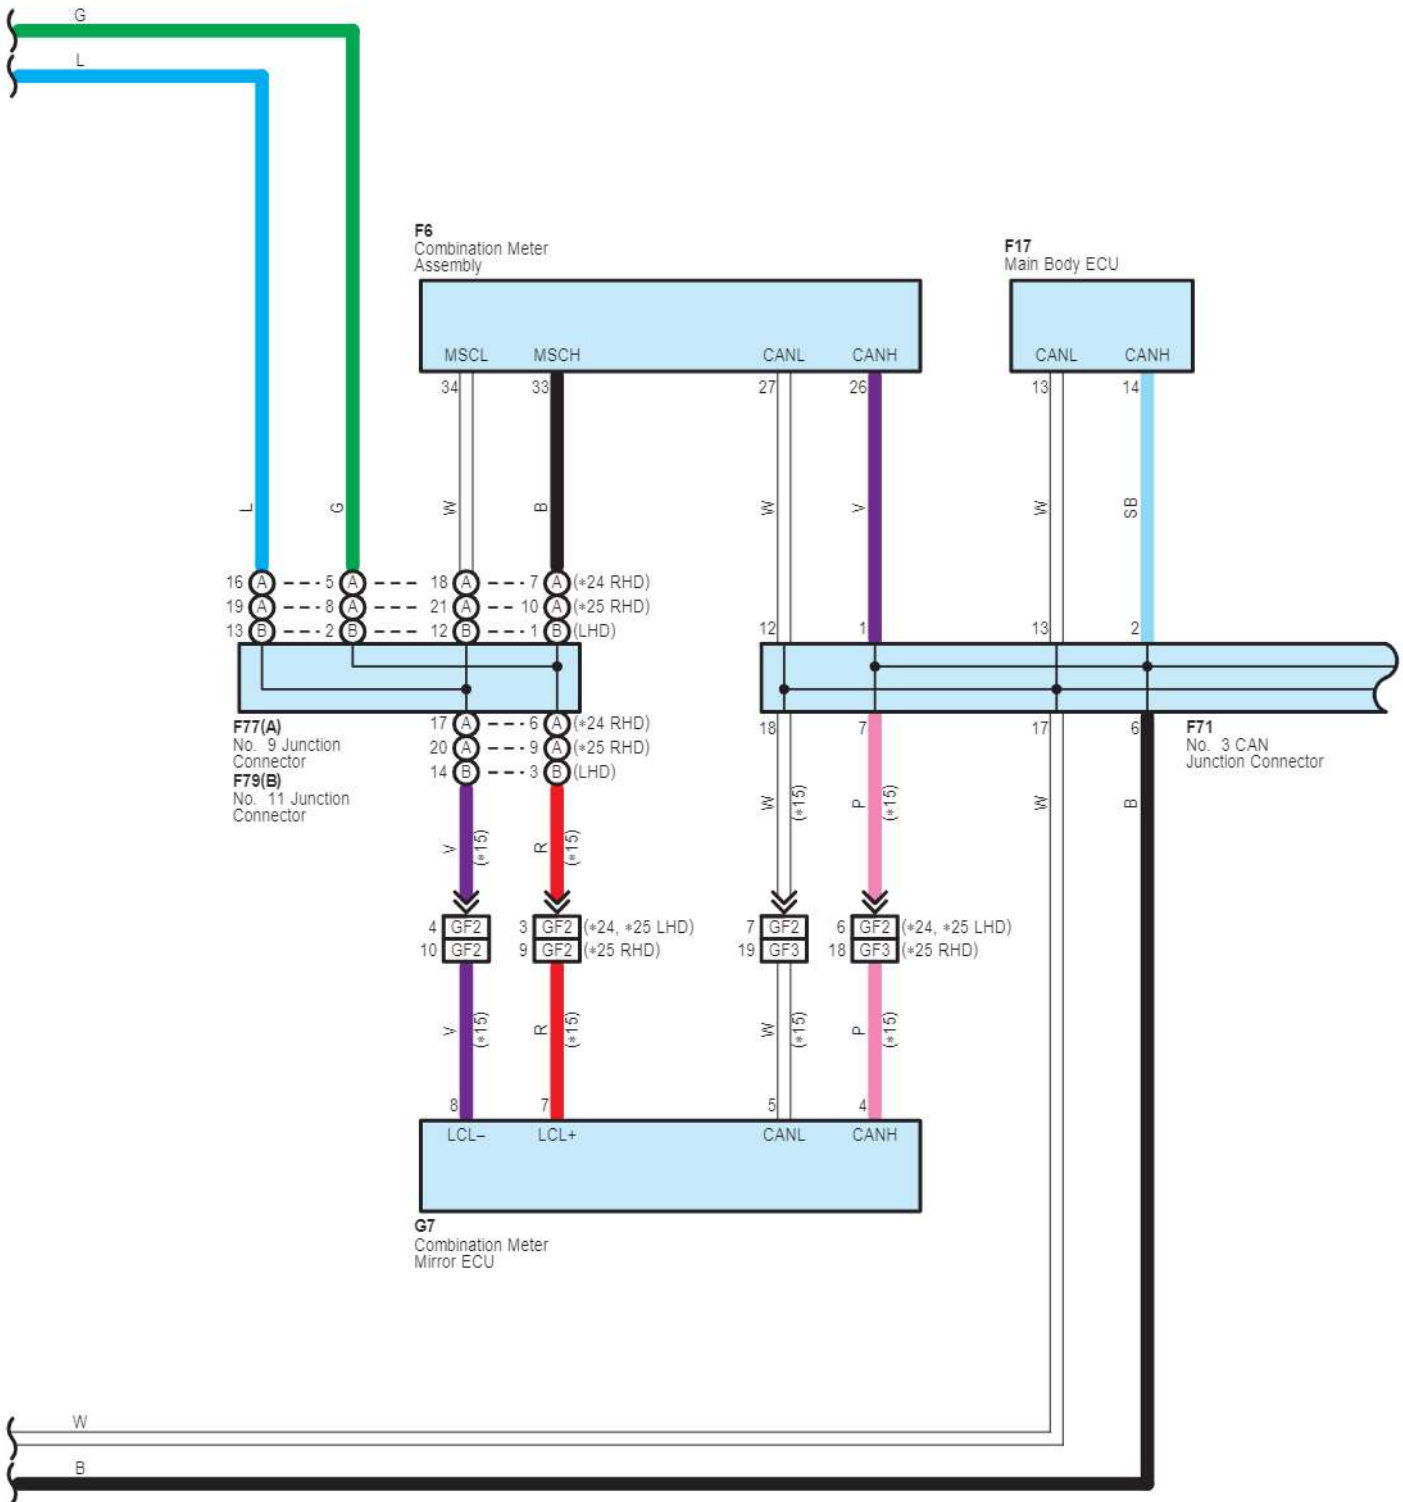 G
L
F6
Combination Meter
Assembly
F17
Main Body ECU
MSCL MSCH CANL CANH CANL CANH
34 33 27 26 13 14
L G W B W V W SB
16 A 5 A 18 A 7 A (*24 RHD)
19 A 8 A 21 A 10 A (*25 RHD)
13 B 2 B 12 B 1 B (LHD)
12 1 13 2
F77(A)
No. 9 Junction
Connector
F79(B)
No. 11 Junction
Connector
17 A 6 A (*24 RHD)
20 A 9 A (*25 RHD)
14 B 3 B (LHD)
18 7 17 6
F71
No. 3 CAN
Junction Connector
W (*15) P (*15) W B
V (*15) R (*15)
4 GF2 3 GF2 (*24, *25 LHD) 7 GF2 6 GF2 (*24, *25 LHD)
10 GF2 9 GF2 (*25 RHD) 19 GF3 18 GF3 (*25 RHD)
V (*15) R (*15) W (*15) P (*15)
8 7 5 4
LCL– LCL+ CANL CANH
G7
Combination Meter
Mirror ECU
W
B